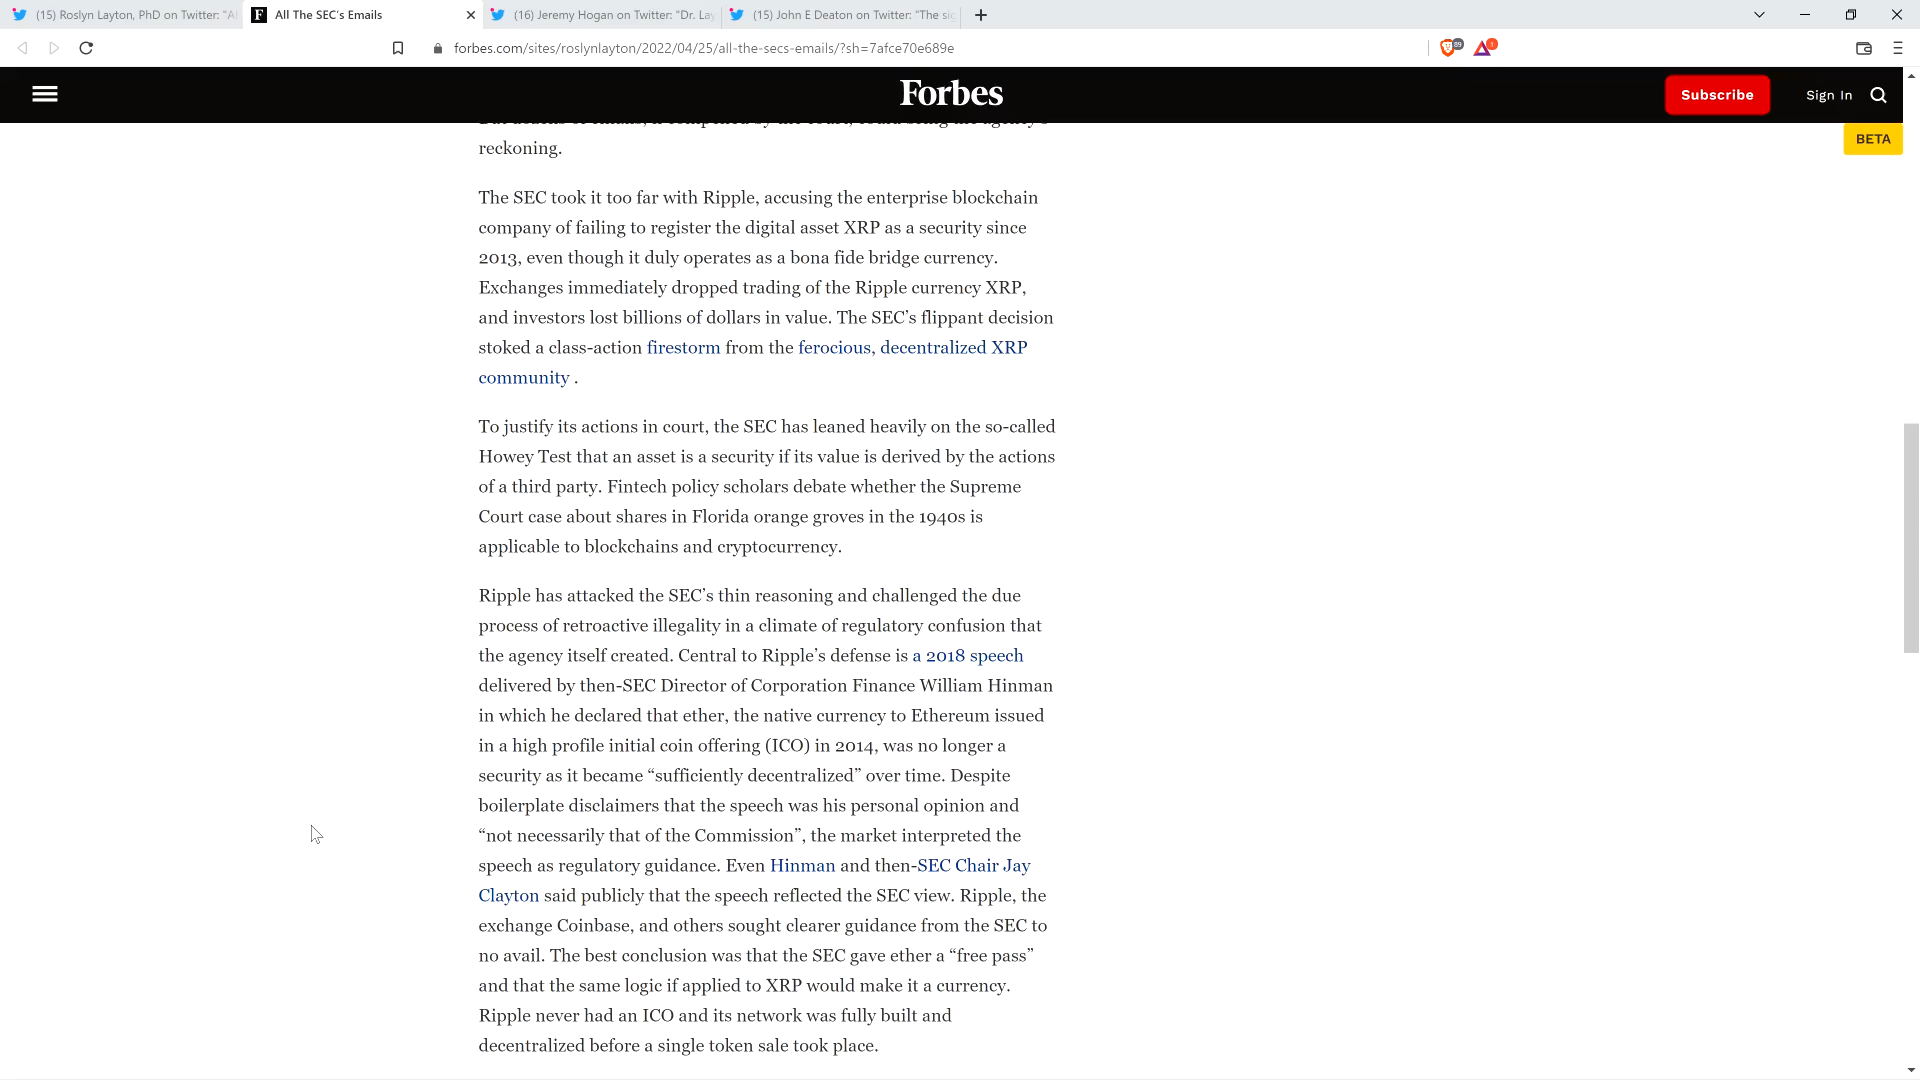 (15) Roslyn Layton, PhD on Twitter: "A
All The SEC's Emails
(16) Jeremy Hogan on Twitter: "Dr. Lay
(15) John E Deaton on Twitter: "The sig
forbes.com/sites/roslynlayton/2022/04/25/all-the-secs-emails/?sh=7afce70e689e
89
1
Forbes
Subscribe
Sign In
BETA
reckoning.
The SEC took it too far with Ripple, accusing the enterprise blockchain
company of failing to register the digital asset XRP as a security since
2013, even though it duly operates as a bona fide bridge currency.
Exchanges immediately dropped trading of the Ripple currency XRP,
and investors lost billions of dollars in value. The SEC’s flippant decision
stoked a class-action firestorm from the ferocious, decentralized XRP
community .
To justify its actions in court, the SEC has leaned heavily on the so-called
Howey Test that an asset is a security if its value is derived by the actions
of a third party. Fintech policy scholars debate whether the Supreme
Court case about shares in Florida orange groves in the 1940s is
applicable to blockchains and cryptocurrency.
Ripple has attacked the SEC’s thin reasoning and challenged the due
process of retroactive illegality in a climate of regulatory confusion that
the agency itself created. Central to Ripple’s defense is a 2018 speech
delivered by then-SEC Director of Corporation Finance William Hinman
in which he declared that ether, the native currency to Ethereum issued
in a high profile initial coin offering (ICO) in 2014, was no longer a
security as it became “sufficiently decentralized” over time. Despite
boilerplate disclaimers that the speech was his personal opinion and
“not necessarily that of the Commission”, the market interpreted the
speech as regulatory guidance. Even Hinman and then-SEC Chair Jay
Clayton said publicly that the speech reflected the SEC view. Ripple, the
exchange Coinbase, and others sought clearer guidance from the SEC to
no avail. The best conclusion was that the SEC gave ether a “free pass”
and that the same logic if applied to XRP would make it a currency.
Ripple never had an ICO and its network was fully built and
decentralized before a single token sale took place.